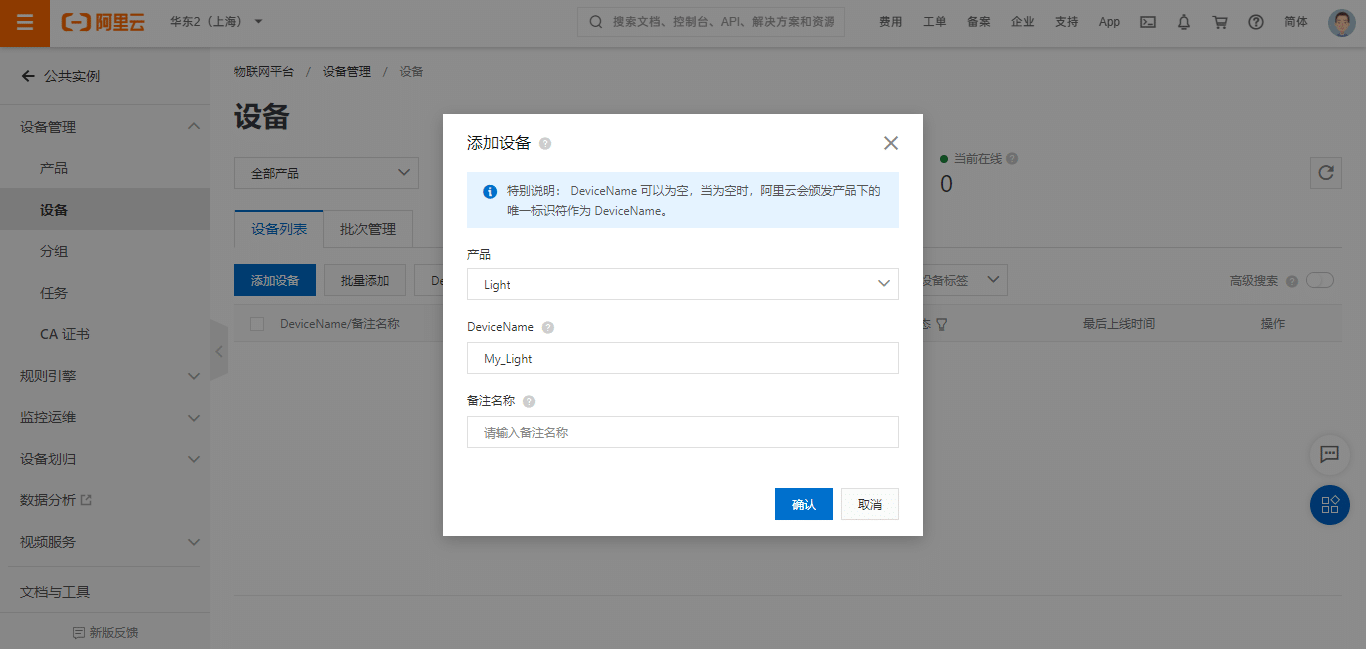 阿里云
华东2（上海）
搜索文档、控制台、API、解决方案和资源
费用
工单
备案
企业
支持
App
简体
公共实例
设备管理
产品
设备
分组
任务
CA 证书
规则引擎
监控运维
设备划归
数据分析
视频服务
文档与工具
新版反馈
物联网平台 / 设备管理 / 设备
设备
全部产品
当前在线
0
设备列表
批次管理
添加设备
批量添加
De
设备标签
高级搜索
DeviceName/备注名称
态
最后上线时间
操作
添加设备
特别说明： DeviceName 可以为空，当为空时，阿里云会颁发产品下的
唯一标识符作为 DeviceName。
产品
Light
DeviceName
My_Light
备注名称
请输入备注名称
确认
取消